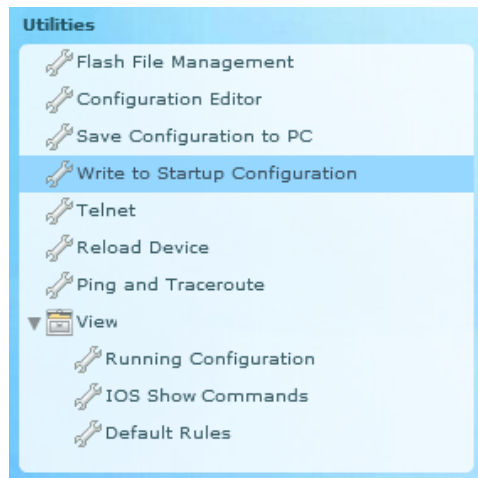 Utilities
Flash File Management
Configuration Editor
Save Configuration to PC
Write to Startup Configuration
Telnet
Reload Device
Ping and Traceroute
View
Running Configuration
IOS Show Commands
Default Rules